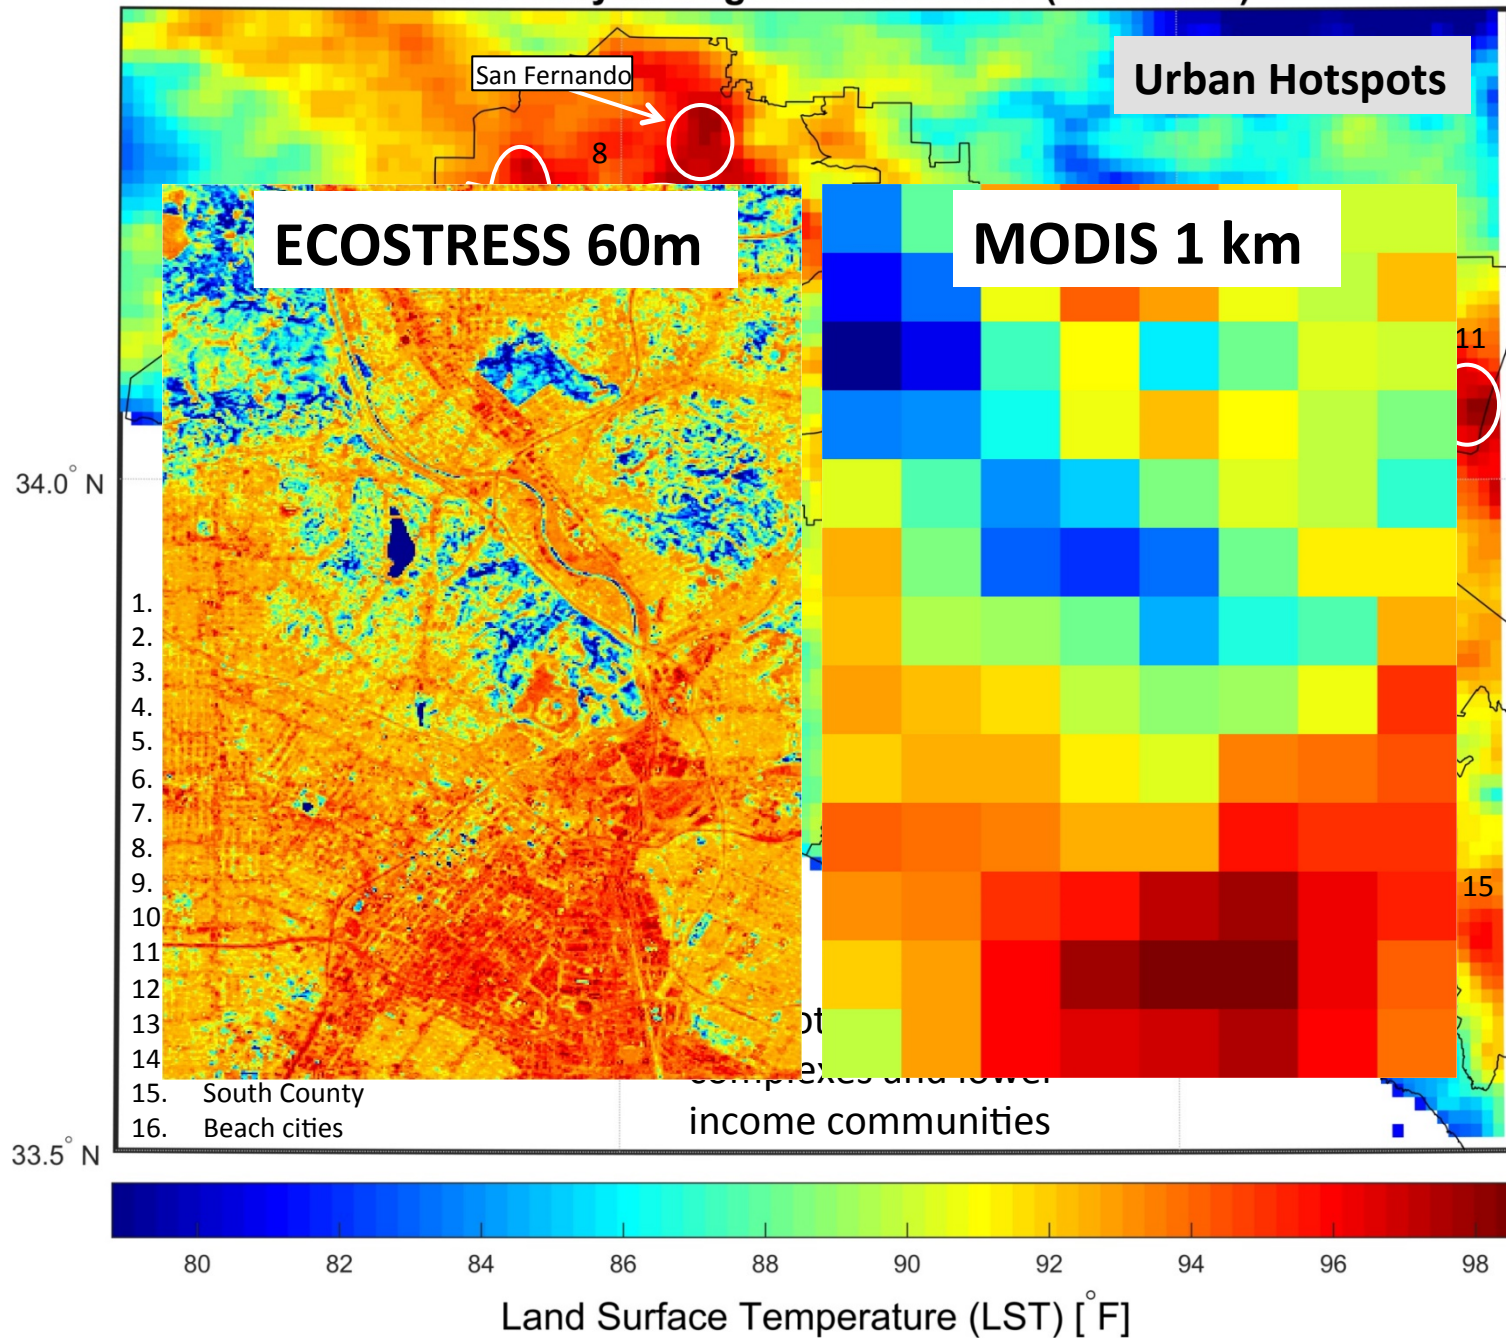 San Fernando
Urban Hotspots
8
ECOSTRESS 60m
MODIS 1 km
11
34.0° N
1.
2.
3.
4.
5.
6.
7.
8.
9.
10
11
12
13
14
15
15. South County
16. Beach cities
and lower
income communities
33.5° N
80 82 84 86 88 90 92 94 96 98
Land Surface Temperature (LST) [°F]